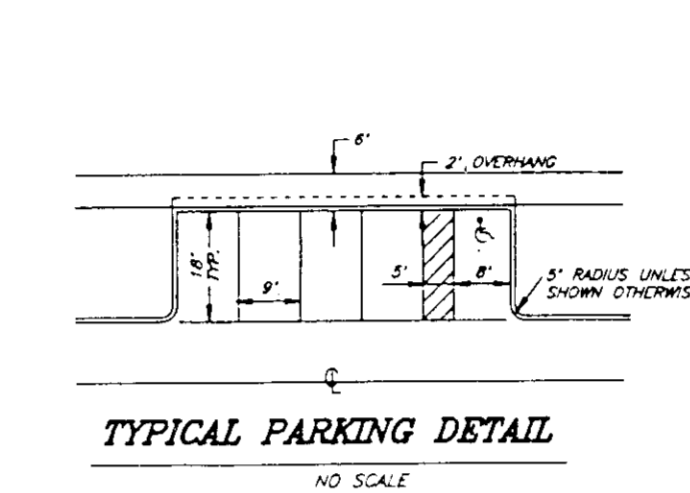 6'
2' OVERHANG
18'
TYP.
9'
5'
8'
5' RADIUS UNLES
SHOWN OTHERWIS
℄
TYPICAL PARKING DETAIL
NO SCALE